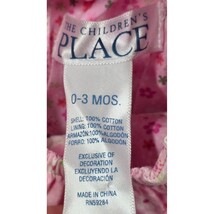 THE CHILDREN'S
PLACE
0-3 MOS.
SHELL: 100% COTTON
LINING: 100% COTTON
ARMAZÓN:100%ALGODÓN
FORRO: 100% ALGODÓN
EXCLUSIVE OF
DECORATION
EXCLUYENDO LA
DECORACIÓN
MADE IN CHINA
RN59284